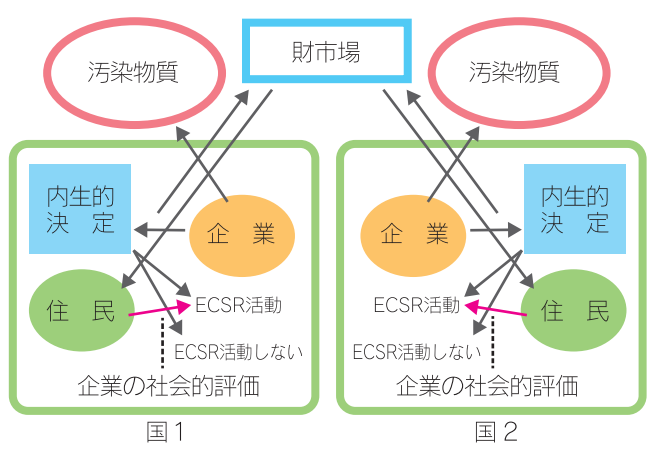 汚染物質
財市場
汚染物質
内生的
決　定
企　業
住　民
ECSR活動
ECSR活動しない
企業の社会的評価
国1
内生的
決　定
企　業
住　民
ECSR活動
ECSR活動しない
企業の社会的評価
国2